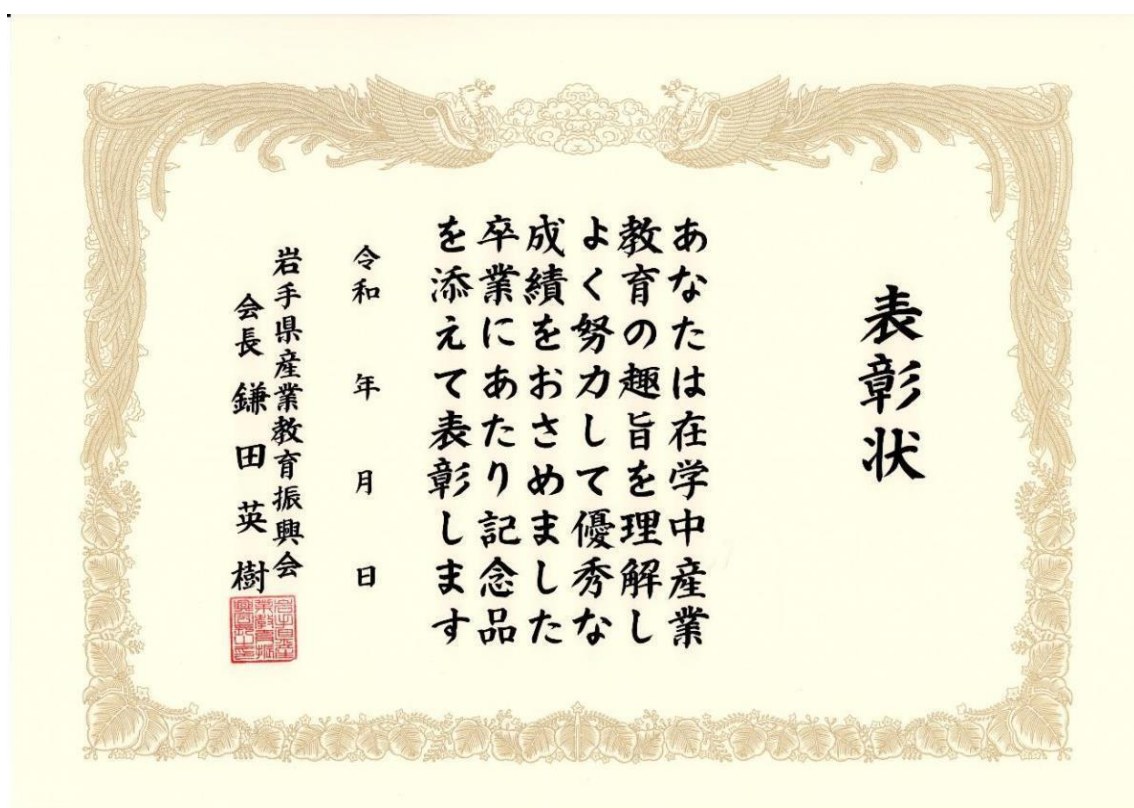 表彰状
あなたは在学中産業
教育の趣旨を理解し
よく努力して優秀な
成績をおさめました
卒業にあたり記念品
を添えて表彰します
令和 年 月 日
岩手県産業教育振興会
会長 鎌田英樹